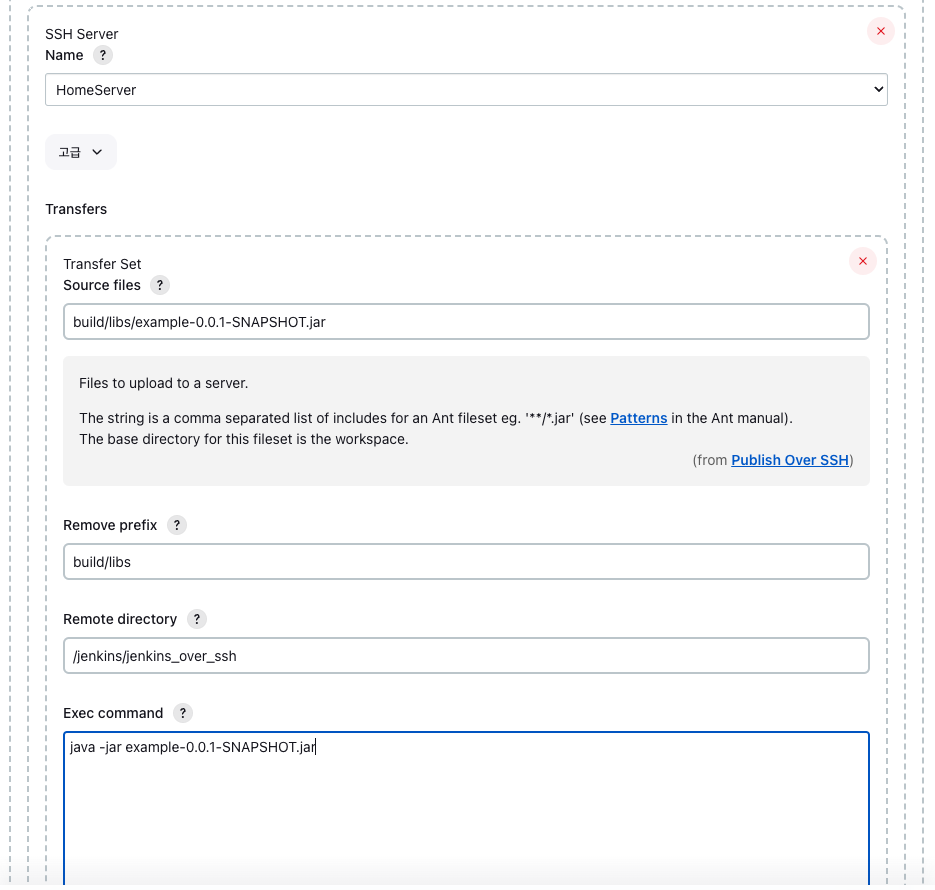 SSH Server
Name ?
HomeServer
고급
Transfers
Transfer Set
Source files ?
build/libs/example-0.0.1-SNAPSHOT.jar
Files to upload to a server.
The string is a comma separated list of includes for an Ant fileset eg. '**/*.jar' (see Patterns in the Ant manual).
The base directory for this fileset is the workspace.
(from Publish Over SSH)
Remove prefix ?
build/libs
Remote directory ?
/jenkins/jenkins_over_ssh
Exec command ?
java -jar example-0.0.1-SNAPSHOT.jar